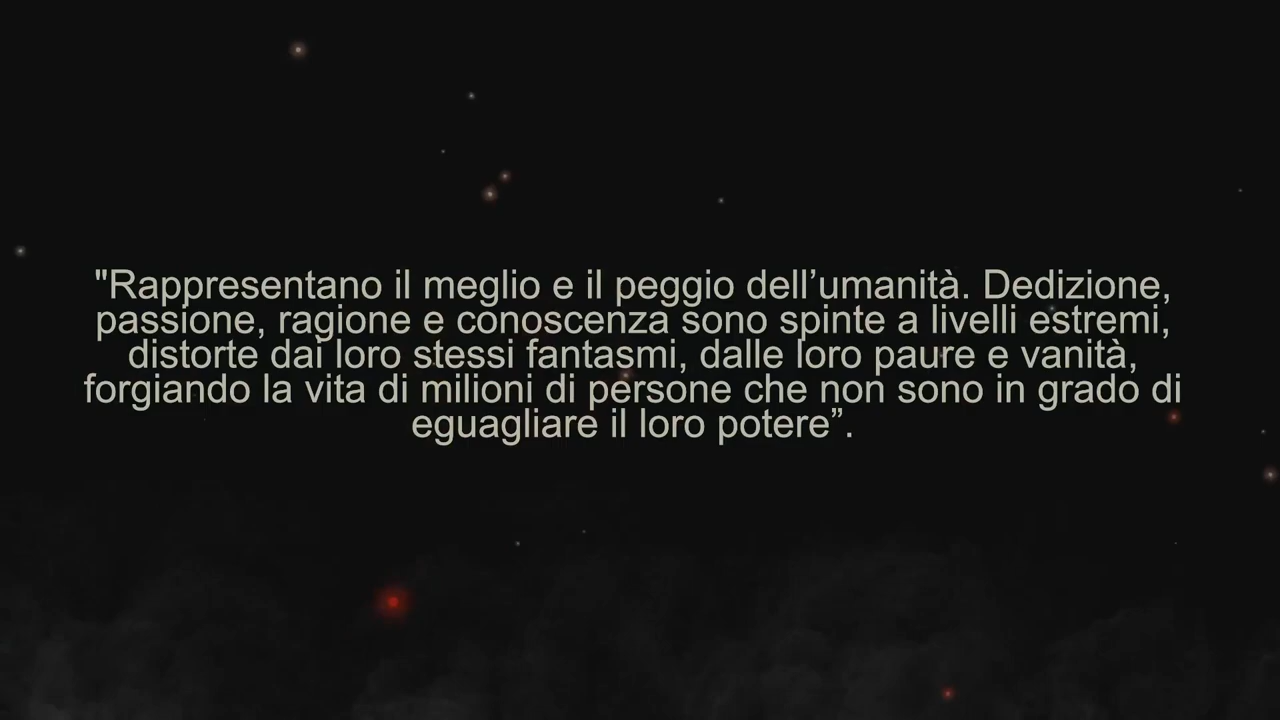 "Rappresentano il meglio e il peggio dell’umanità. Dedizione,
passione, ragione e conoscenza sono spinte a livelli estremi,
distorte dai loro stessi fantasmi, dalle loro paure e vanità,
forgiando la vita di milioni di persone che non sono in grado di
eguagliare il loro potere”.